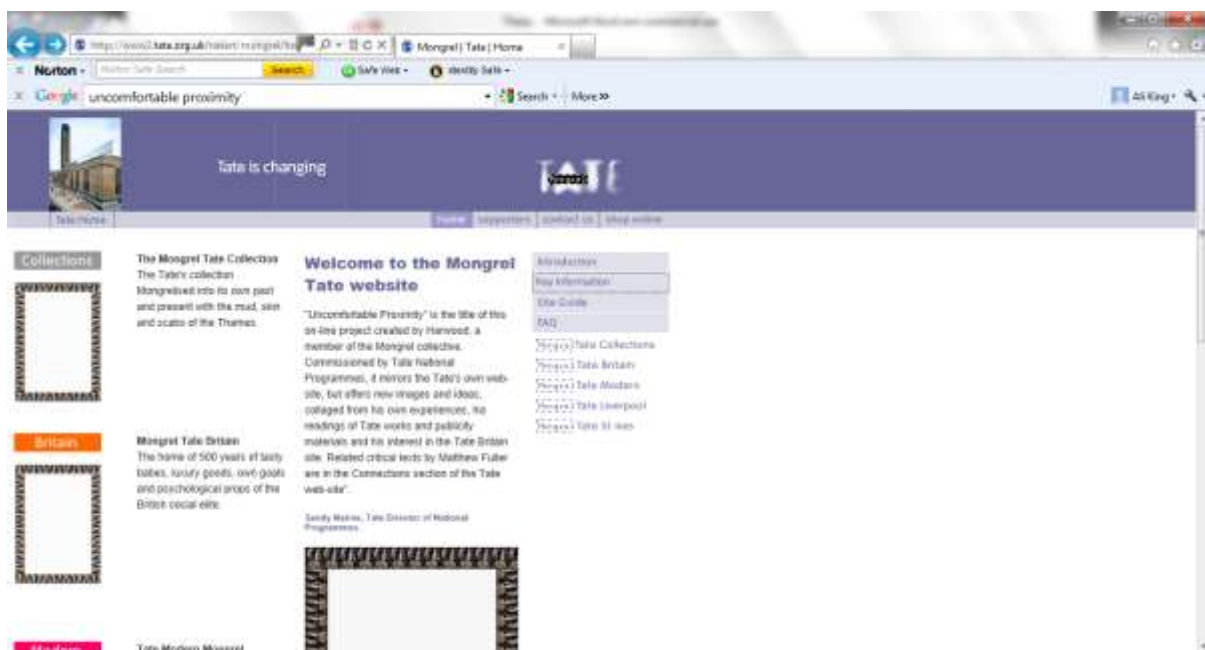 Mongrel) Tate | Home
Norton
Search
Safe Web
Identity Safe
Google
uncomfortable proximity
Search
More
Ali King
Tate is changing
TATE
Tate Home
home
supporters
contact us
shop online
Collections
The Mongrel Tate Collection
The Tate's collection
Mongrelised into its own past
and present with the mud, skin
and scabs of the Thames.
Britain
Mongrel Tate Britain
The home of 500 years of tasty
babes, luxury goods, own goals
and psychological props of the
British social elite.
Modern
Tate Modern Mongrel
Welcome to the Mongrel
Tate website
"Uncomfortable Proximity" is the title of this
on-line project created by Harwood, a
member of the Mongrel collective.
Commissioned by Tate National
Programmes, it mirrors the Tate's own web-
site, but offers new images and ideas,
collaged from his own experiences, his
readings of Tate works and publicity
materials and his interest in the Tate Britain
site. Related critical texts by Matthew Fuller
are in the Connections section of the Tate
web-site".
Sandy Nairne, Tate Director of National
Programmes.
Introduction
Key Information
Site Guide
FAQ
Tate Collections
Tate Britain
Tate Modern
Tate Liverpool
Tate St Ives